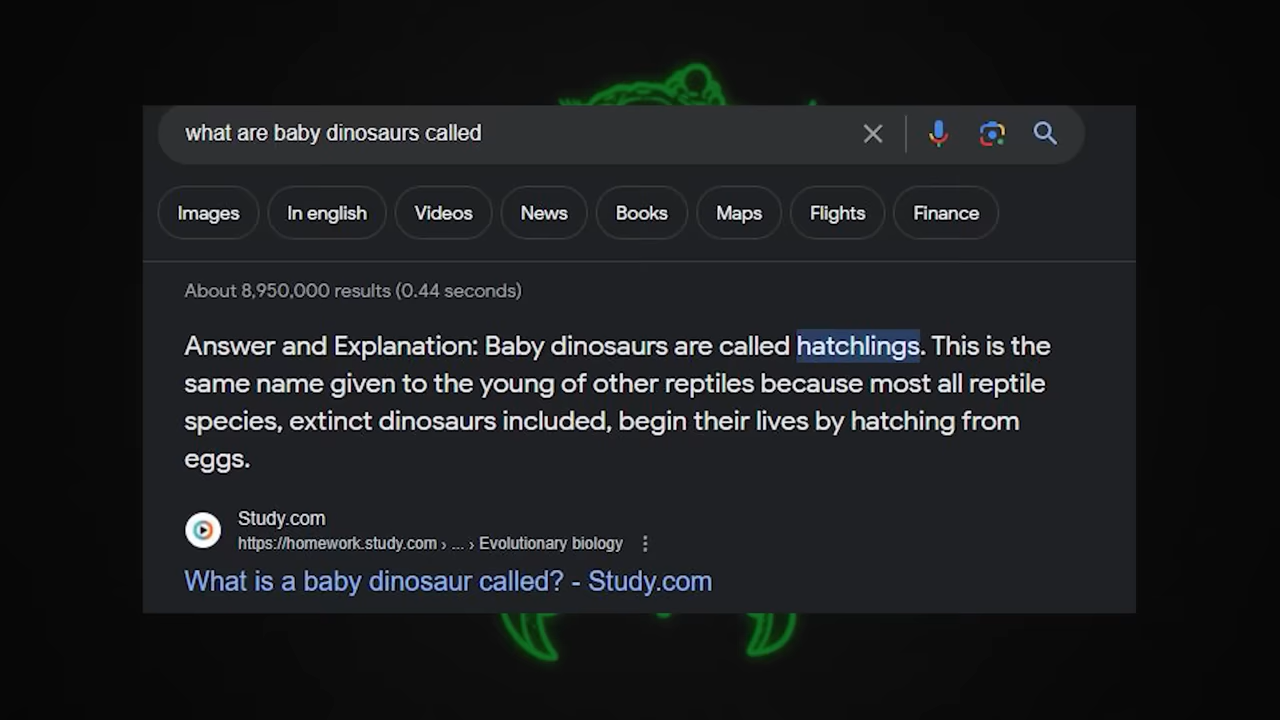 what are baby dinosaurs called
Images In english Videos News Books Maps Flights Finance
About 8,950,000 results (0.44 seconds)
Answer and Explanation: Baby dinosaurs are called hatchlings. This is the
same name given to the young of other reptiles because most all reptile
species, extinct dinosaurs included, begin their lives by hatching from
eggs.
Study.com
https://homework.study.com › ... › Evolutionary biology
What is a baby dinosaur called? - Study.com